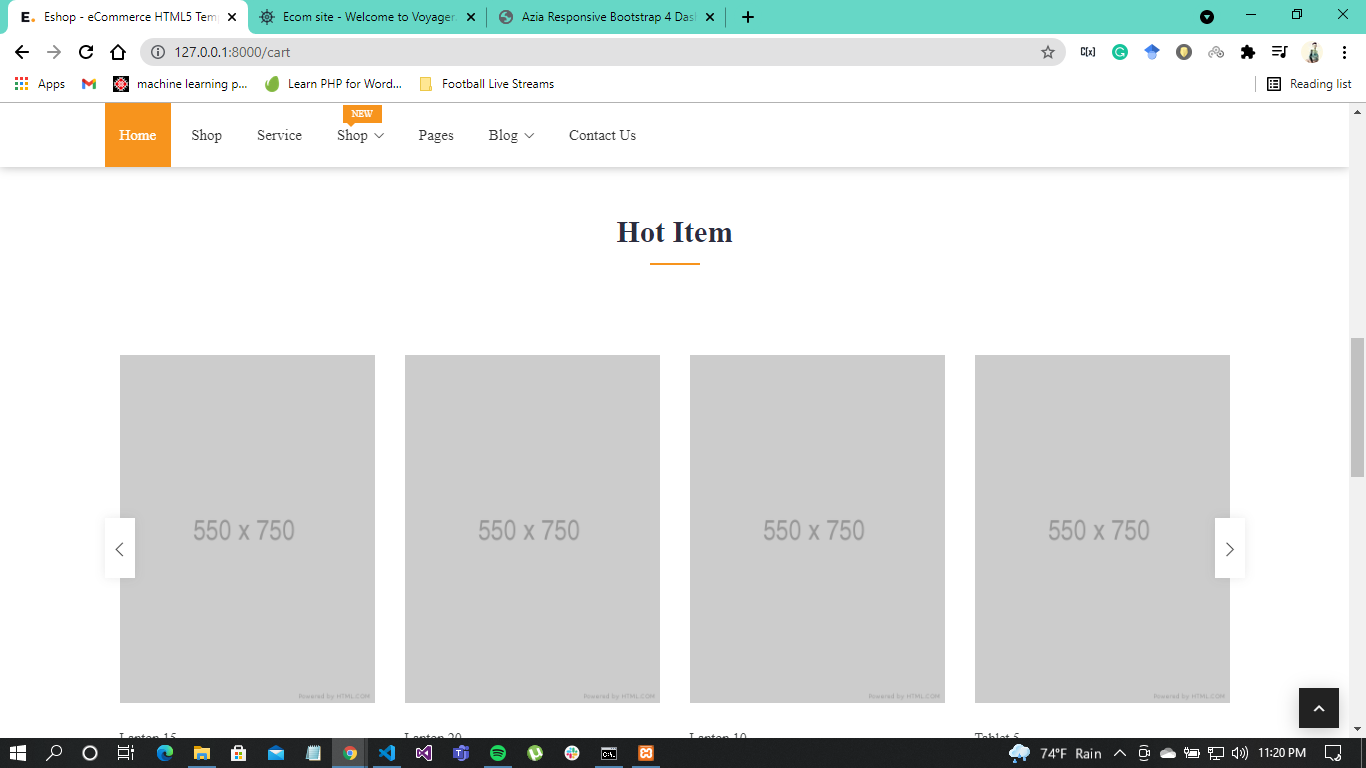 E. Eshop - eCommerce HTML5 Tem
Ecom site - Welcome to Voyager.
Azia Responsive Bootstrap 4 Das
127.0.0.1:8000/cart
C[x]
Apps
machine learning p...
Learn PHP for Word...
Football Live Streams
Reading list
NEW
Home
Shop
Service
Shop
Pages
Blog
Contact Us
Hot Item
550 x 750
550 x 750
550 x 750
550 x 750
Powered by HTML.COM
Powered by HTML.COM
Powered by HTML.COM
Powered by HTML.COM
Laptop 15
Laptop 20
Laptop 10
Tablet 5
74°F Rain
11:20 PM